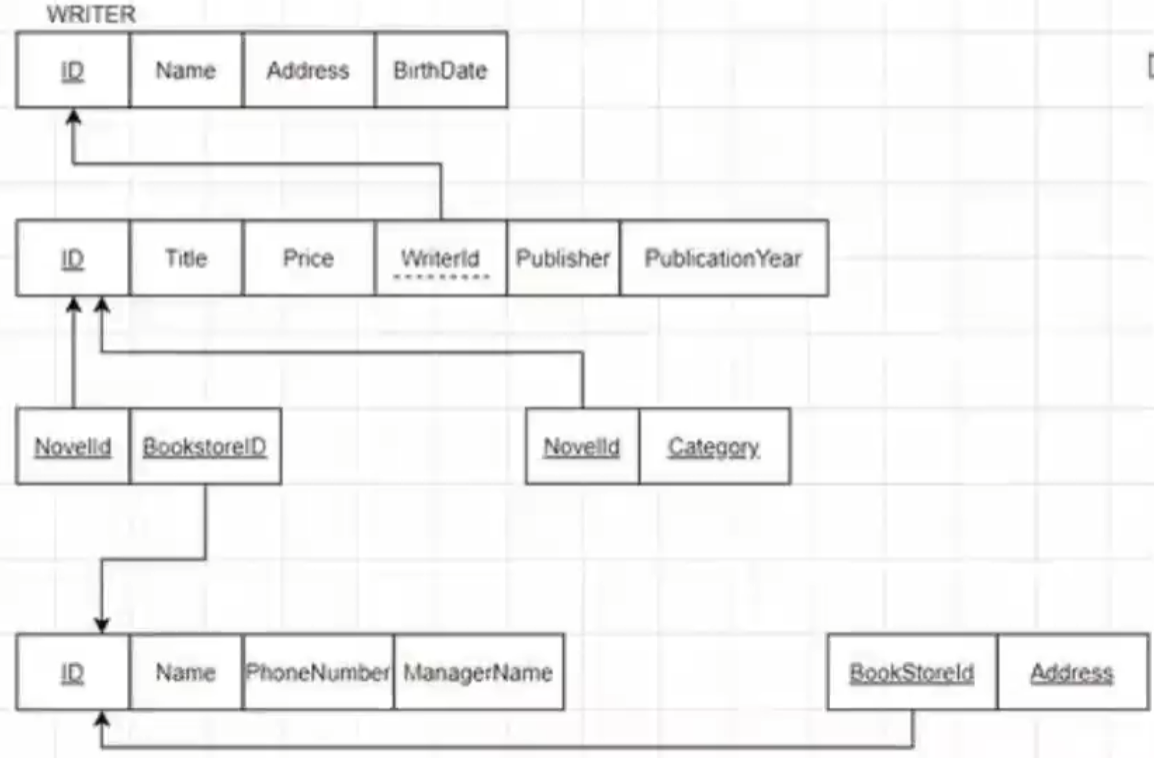 WRITER
ID Name Address BirthDate
ID Title Price WriterId Publisher PublicationYear
NovelId BookstoreID NovelId Category
ID Name PhoneNumber ManagerName BookStoreId Address